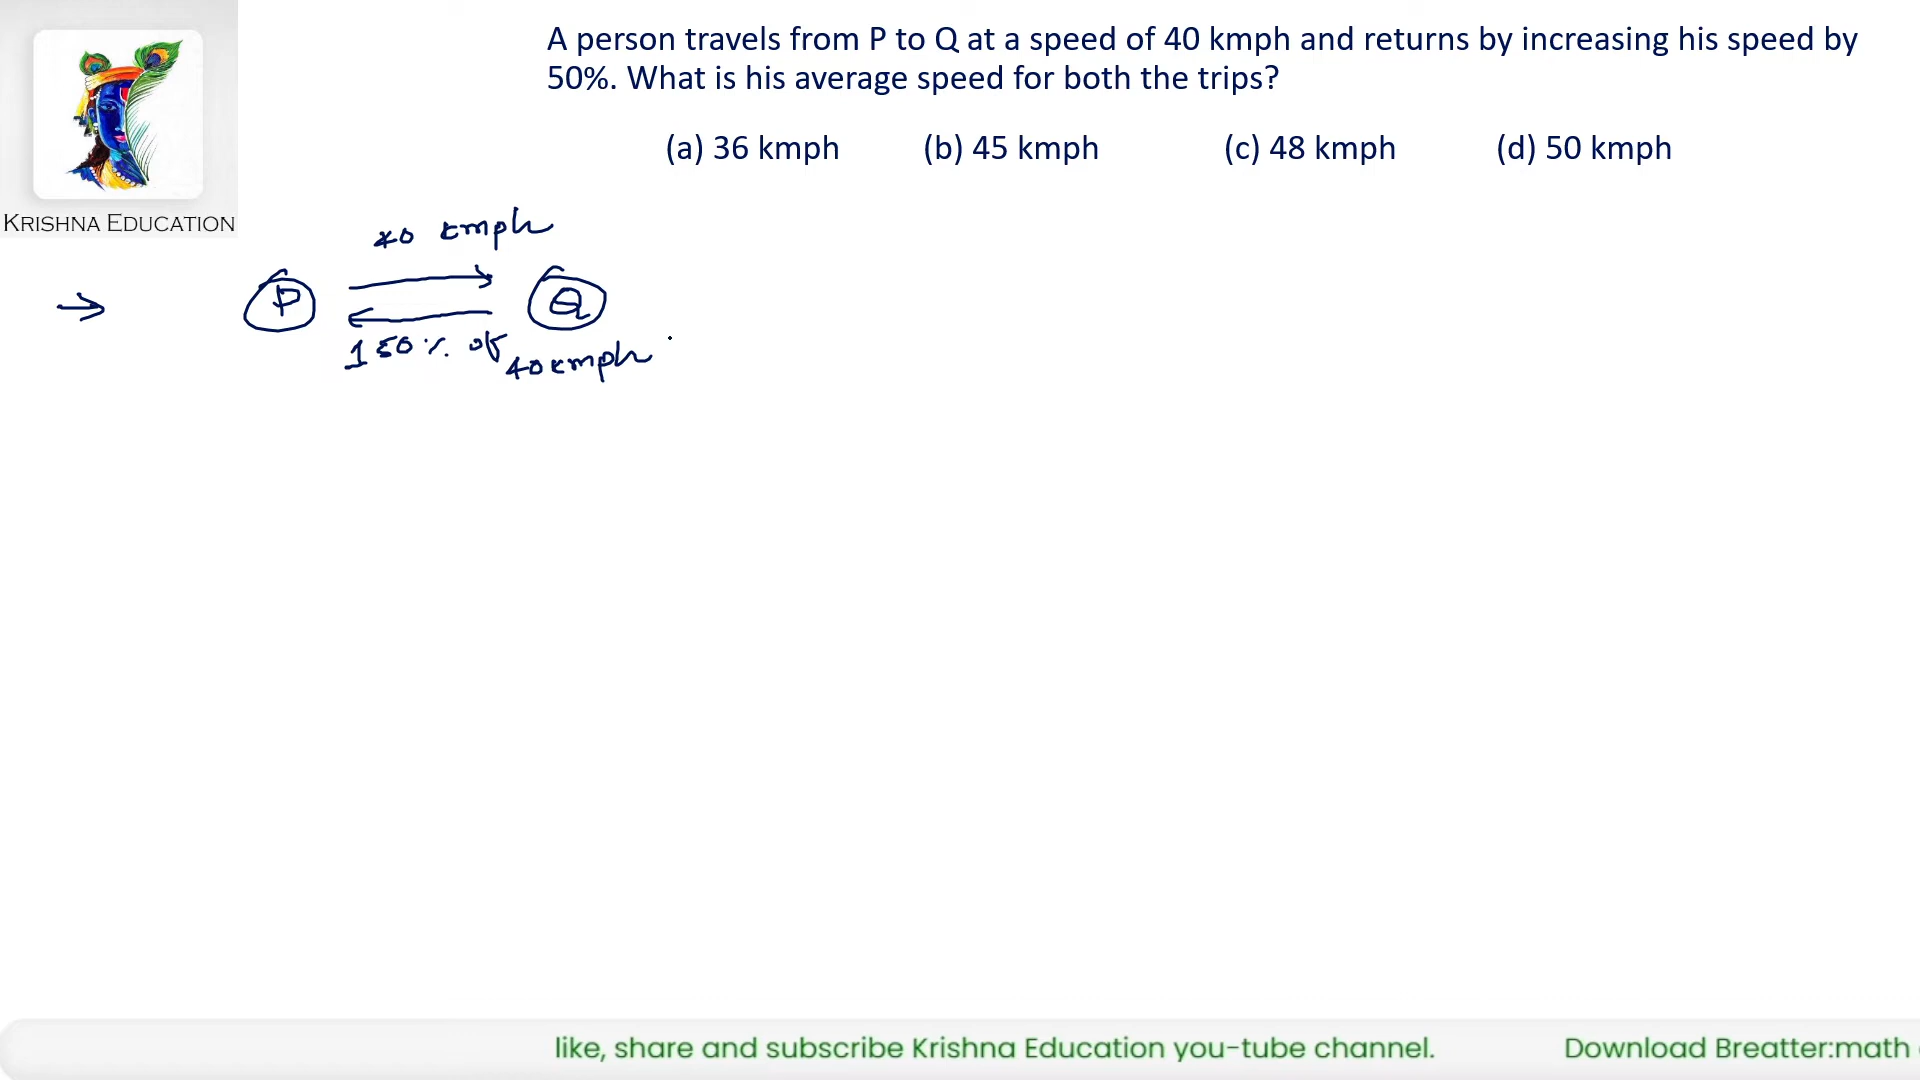 A person travels from P to Q at a speed of 40 kmph and returns by increasing his speed by
50%. What is his average speed for both the trips?
(a) 36 kmph (b) 45 kmph (c) 48 kmph (d) 50 kmph
KRISHNA EDUCATION
40 kmph
→ P Q
150% of
40 kmph
like, share and subscribe Krishna Education you-tube channel. Download Breatter:math